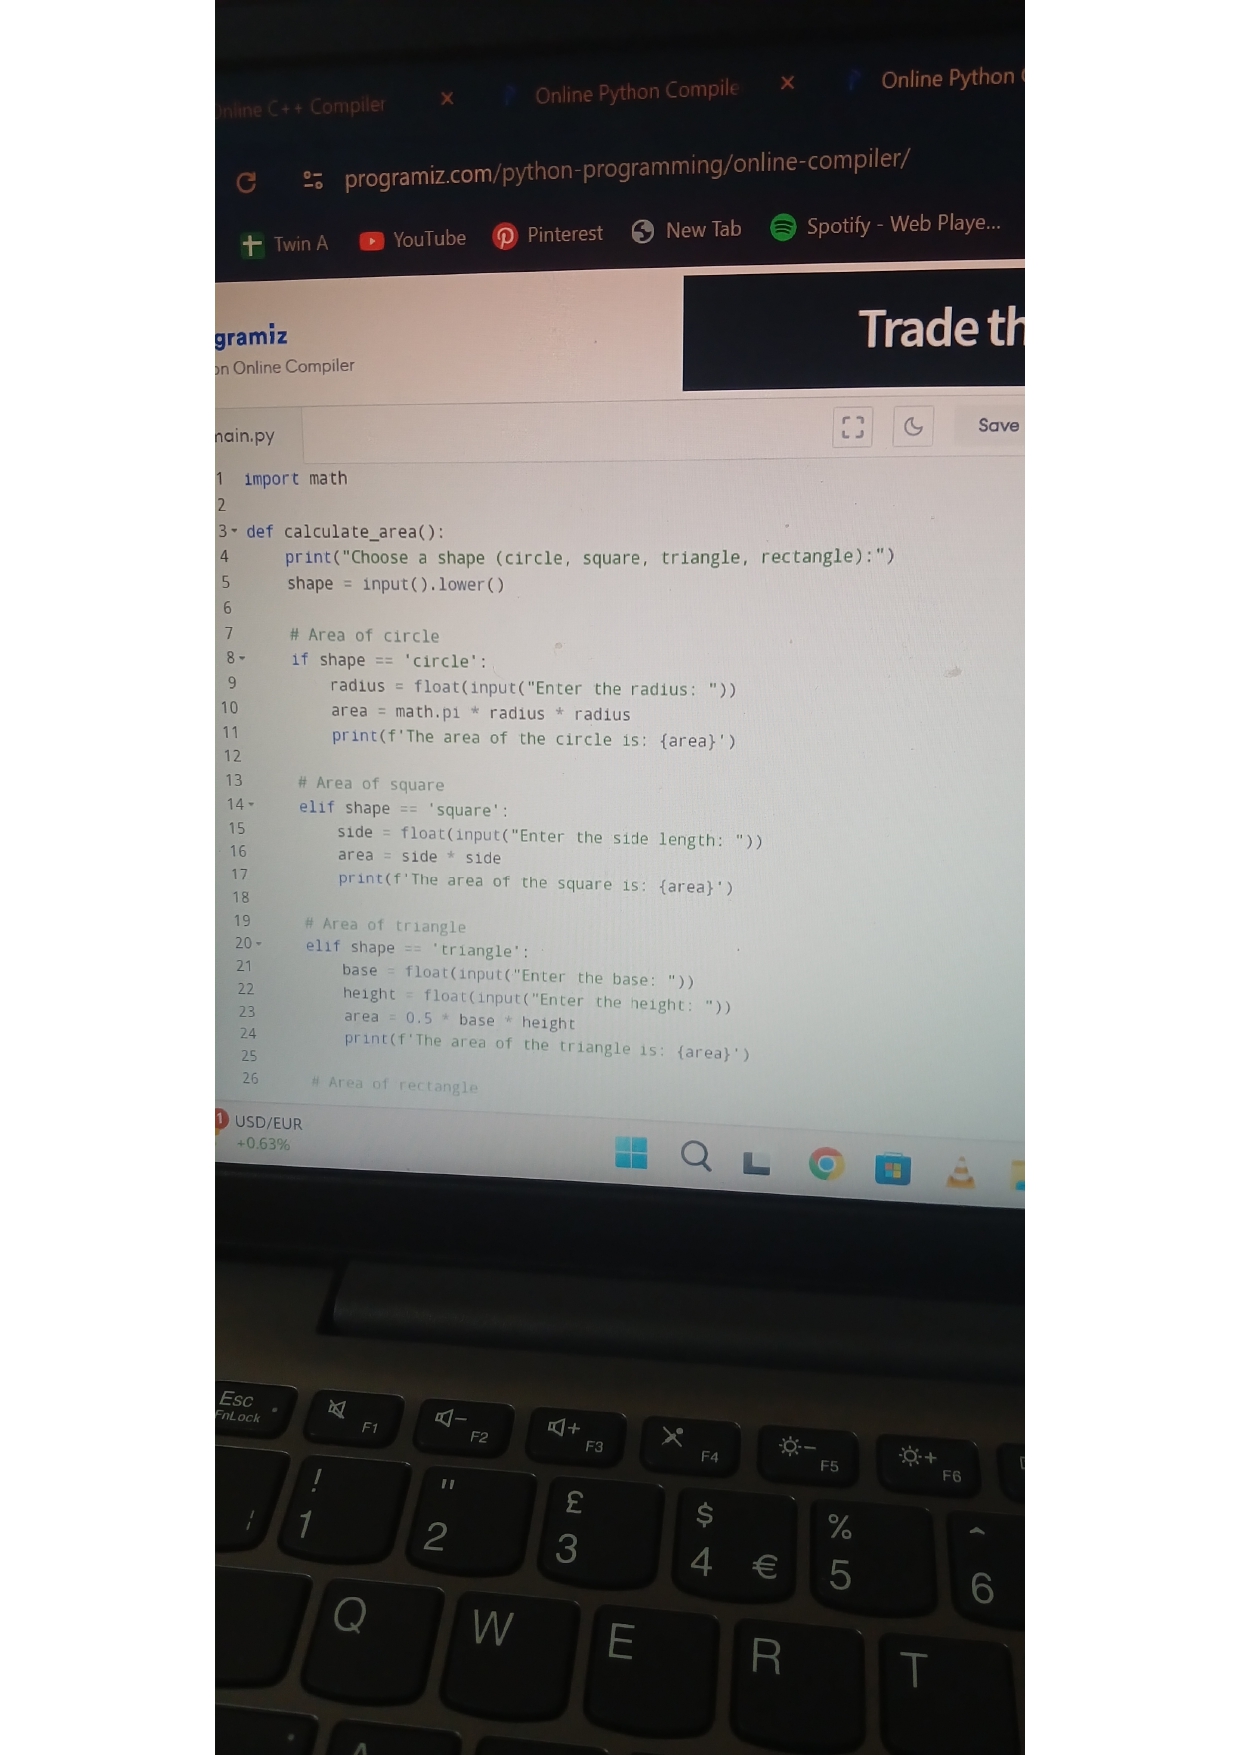 Online C++ Compiler
Online Python Compile
Online Python
programiz.com/python-programming/online-compiler/
Twin A
YouTube
Pinterest
New Tab
Spotify - Web Playe...
gramiz
on Online Compiler
Trade th
main.py
Save
1 import math
2
3 def calculate_area():
4 print("Choose a shape (circle, square, triangle, rectangle):")
5 shape = input().lower()
6
7 # Area of circle
8 if shape == 'circle':
9 radius = float(input("Enter the radius: "))
10 area = math.pi * radius * radius
11 print(f'The area of the circle is: {area}')
12
13 # Area of square
14 elif shape == 'square':
15 side = float(input("Enter the side length: "))
16 area = side * side
17 print(f'The area of the square is: {area}')
18
19 # Area of triangle
20 elif shape == 'triangle':
21 base = float(input("Enter the base: "))
22 height = float(input("Enter the height: "))
23 area = 0.5 * base * height
24 print(f'The area of the triangle is: {area}')
25
26 # Area of rectangle
1
USD/EUR
+0.63%
Esc
FnLock
F1
F2
F3
F4
F5
F6
! 1
" 2
£ 3
$ 4 €
% 5
^ 6
Q
W
E
R
T